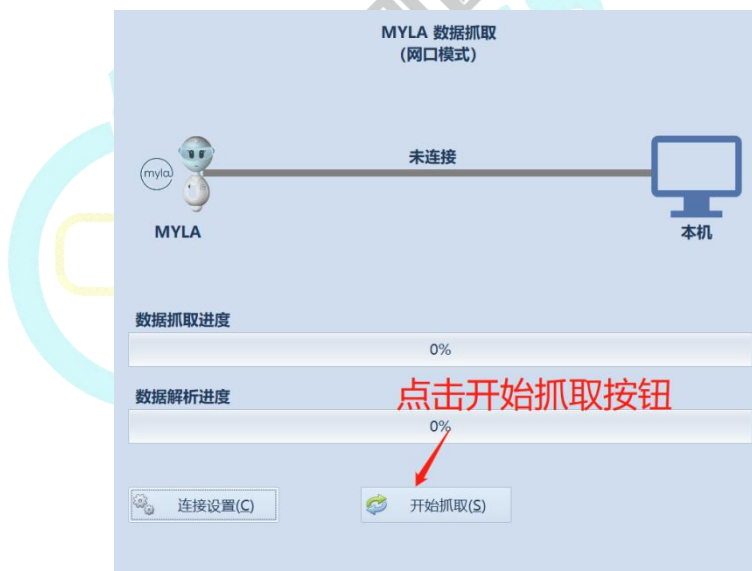 MYLA 数据抓取
(网口模式)
未连接
myla
MYLA
本机
数据抓取进度
0%
点击开始抓取按钮
数据解析进度
0%
连接设置(C)
开始抓取(S)